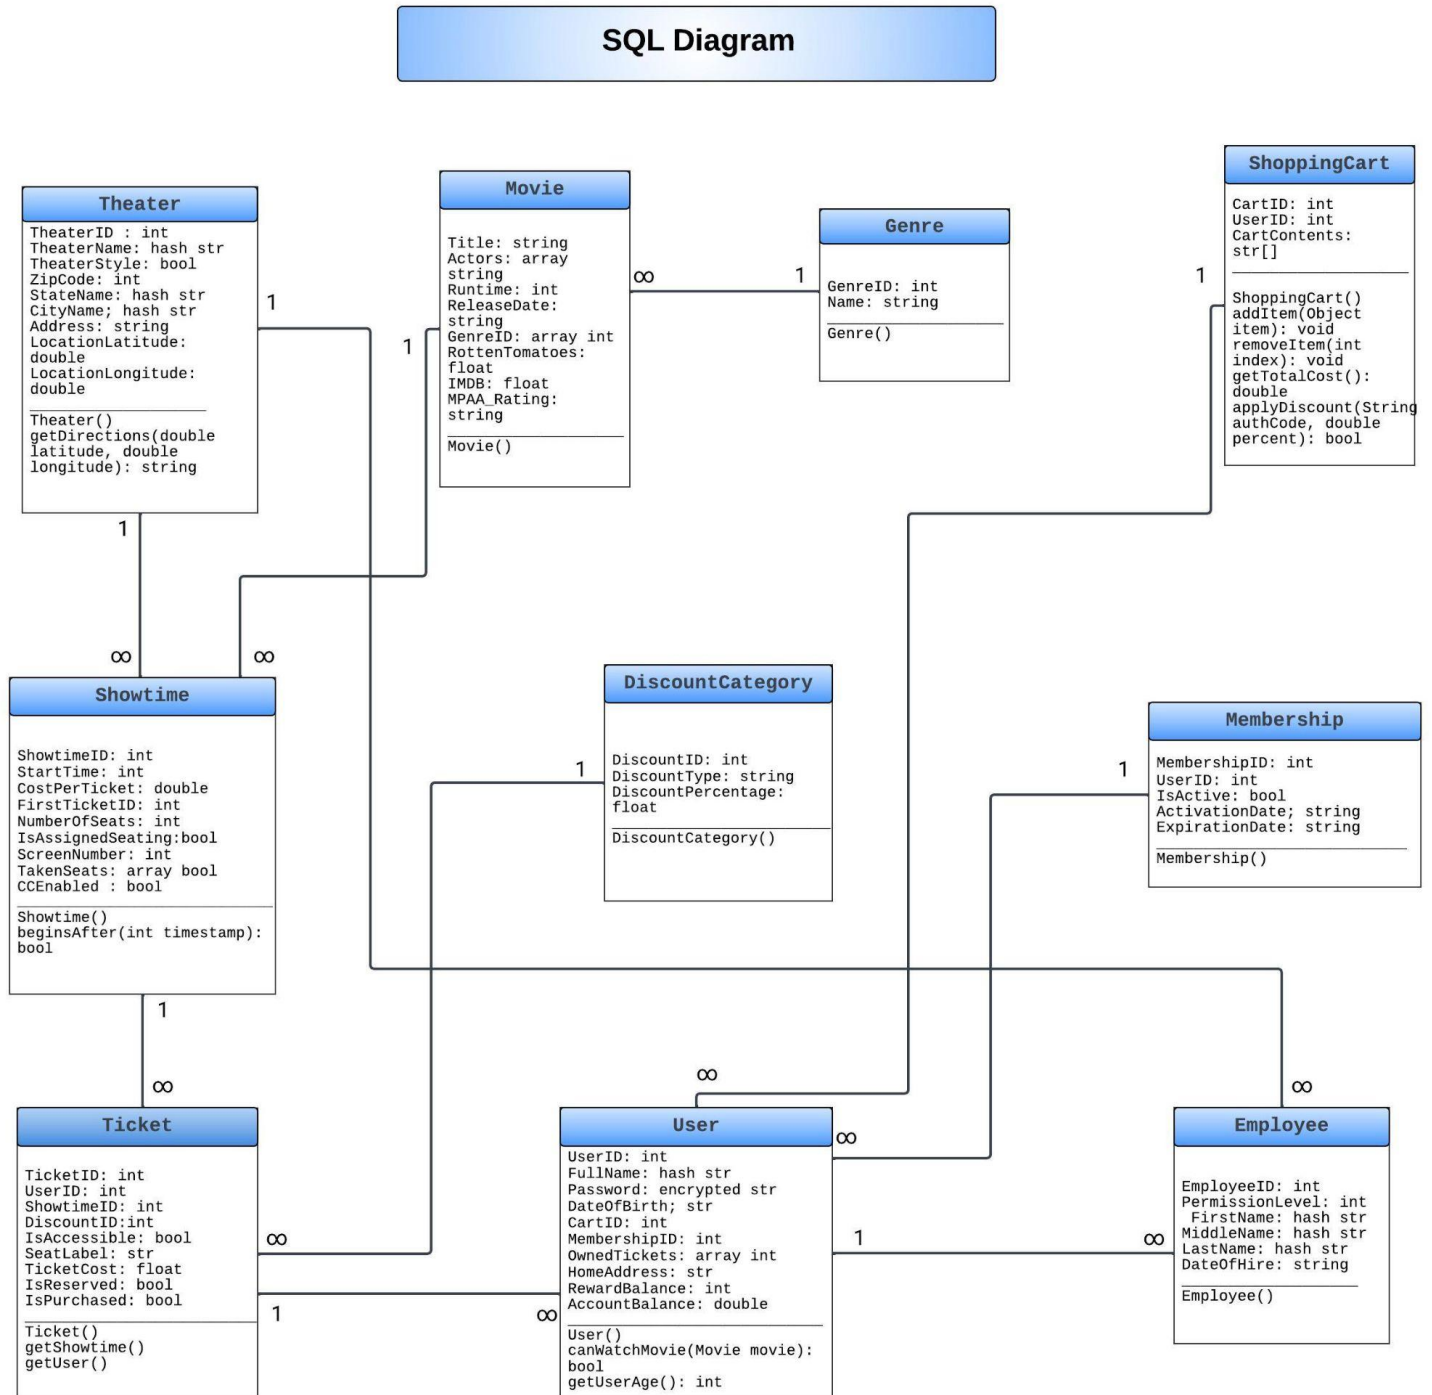 SQL Diagram
Theater
TheaterID : int
TheaterName: hash str
TheaterStyle: bool
ZipCode: int
StateName: hash str
CityName; hash str
Address: string
LocationLatitude:
double
LocationLongitude:
double
Theater()
getDirections(double
latitude, double
longitude): string
1
1
Movie
Title: string
Actors: array
string
Runtime: int
ReleaseDate:
string
GenreID: array int
RottenTomatoes:
float
IMDB: float
MPAA_Rating:
string
Movie()
1
∞
1
Genre
GenreID: int
Name: string
Genre()
ShoppingCart
CartID: int
UserID: int
CartContents:
str[]
ShoppingCart()
addItem(Object
item): void
removeItem(int
index): void
getTotalCost():
double
applyDiscount(String
authCode, double
percent): bool
1
∞
∞
Showtime
ShowtimeID: int
StartTime: int
CostPerTicket: double
FirstTicketID: int
NumberOfSeats: int
IsAssignedSeating:bool
ScreenNumber: int
TakenSeats: array bool
CCEnabled : bool
Showtime()
beginsAfter(int timestamp):
bool
1
∞
DiscountCategory
DiscountID: int
DiscountType: string
DiscountPercentage:
float
DiscountCategory()
1
Membership
MembershipID: int
UserID: int
IsActive: bool
ActivationDate; string
ExpirationDate: string
Membership()
1
Ticket
TicketID: int
UserID: int
ShowtimeID: int
DiscountID:int
IsAccessible: bool
SeatLabel: str
TicketCost: float
IsReserved: bool
IsPurchased: bool
Ticket()
getShowtime()
getUser()
∞
1
∞
∞
∞
User
UserID: int
FullName: hash str
Password: encrypted str
DateOfBirth; str
CartID: int
MembershipID: int
OwnedTickets: array int
HomeAddress: str
RewardBalance: int
AccountBalance: double
User()
canWatchMovie(Movie movie):
bool
getUserAge(): int
1
∞
∞
Employee
EmployeeID: int
PermissionLevel: int
FirstName: hash str
MiddleName: hash str
LastName: hash str
DateOfHire: string
Employee()